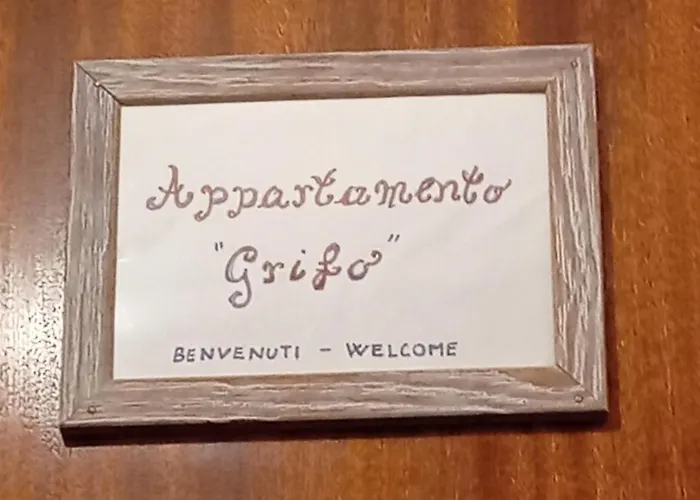 Appartamento
"Grifo"
BENVENUTI - WELCOME